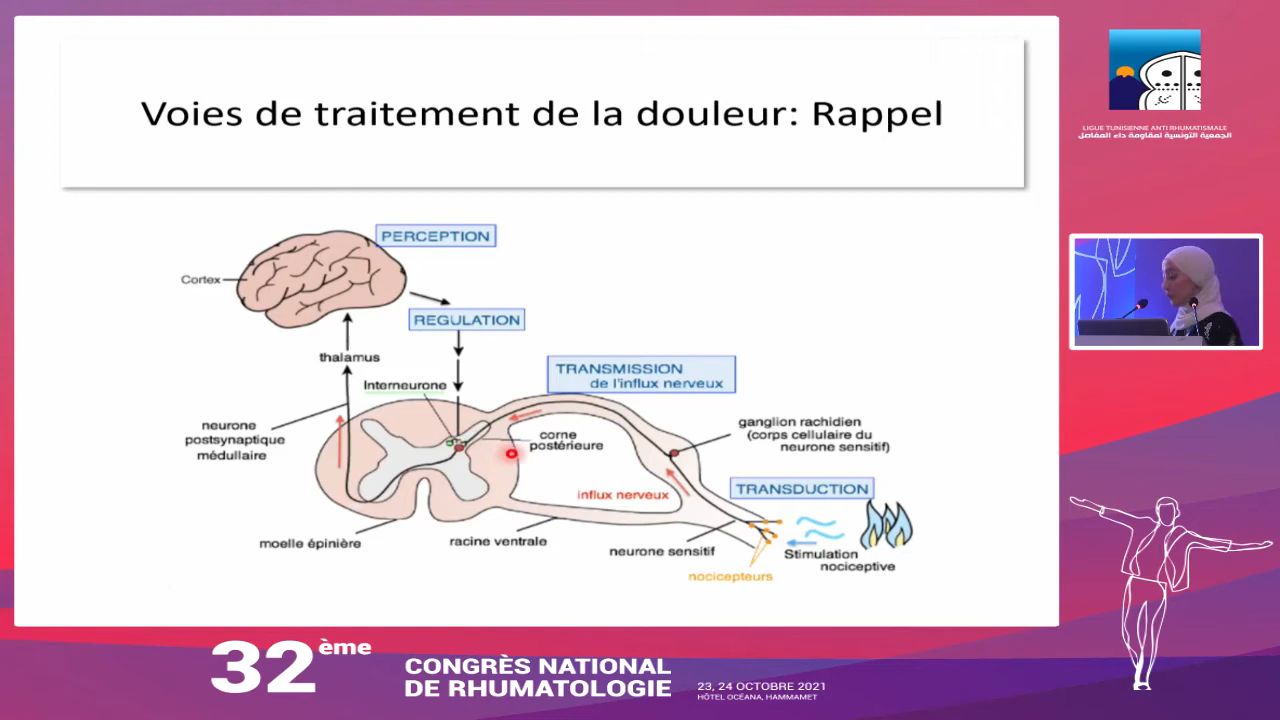 Voies de traitement de la douleur: Rappel
PERCEPTION
Cortex
REGULATION
thalamus
TRANSMISSION
de l'influx nerveux
Interneurone
neurone
postsynaptique
médullaire
corne
postérieure
ganglion rachidien
(corps cellulaire du
neurone sensitif)
influx nerveux
TRANSDUCTION
moelle épinière
racine ventrale
neurone sensitif
Stimulation
nociceptive
nocicepteurs
LIGUE TUNISIENNE ANTI RHUMATISMALE
الجمعية التونسية لمقاومة داء المفاصل
32ème
CONGRÈS NATIONAL
DE RHUMATOLOGIE
23, 24 OCTOBRE 2021
HÔTEL OCÉANA, HAMMAMET